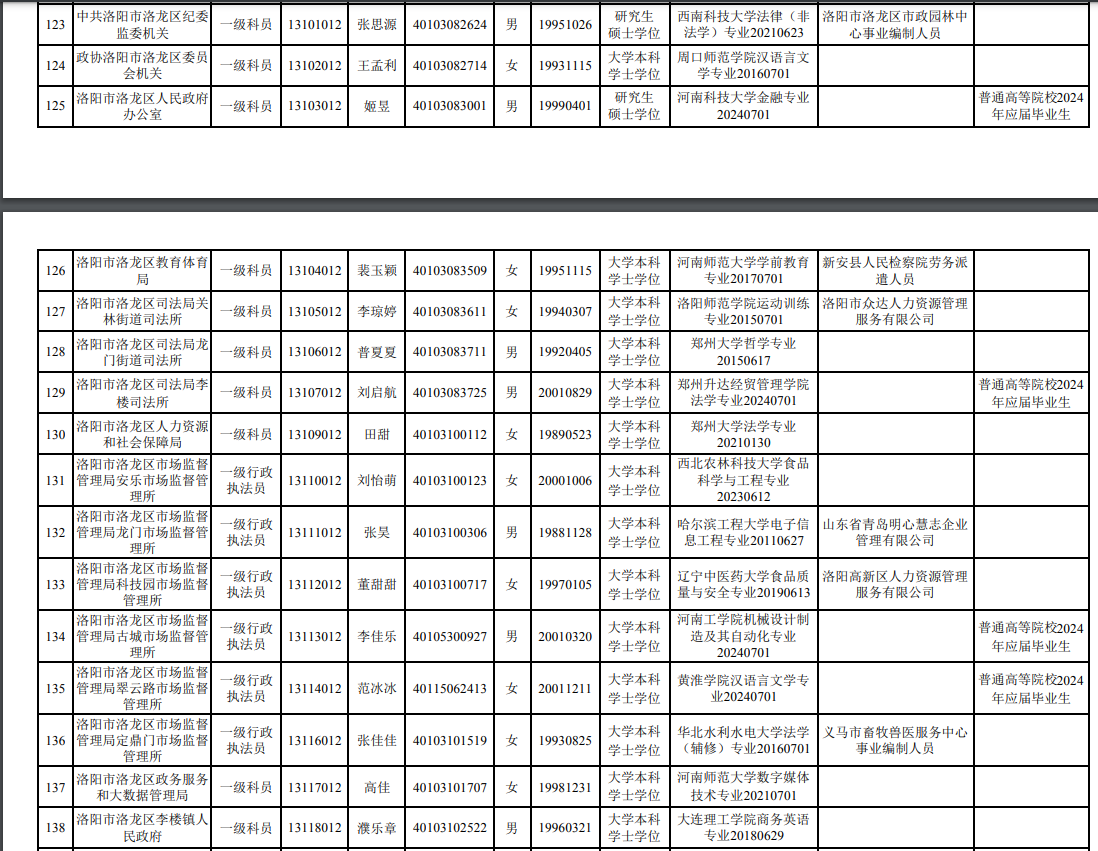 123 中共洛阳市洛龙区纪委监委机关 一级科员 13101012 张思源 40103082624 男 19951026 研究生硕士学位 西南科技大学法律（非法学）专业20210623 洛阳市洛龙区市政园林中心事业编制人员
124 政协洛阳市洛龙区委员会机关 一级科员 13102012 王孟利 40103082714 女 19931115 大学本科学士学位 周口师范学院汉语言文学专业20160701
125 洛阳市洛龙区人民政府办公室 一级科员 13103012 姬昱 40103083001 男 19990401 研究生硕士学位 河南科技大学金融专业20240701 普通高等院校2024年应届毕业生
126 洛阳市洛龙区教育体育局 一级科员 13104012 裴玉颖 40103083509 女 19951115 大学本科学士学位 河南师范大学学前教育专业20170701 新安县人民检察院劳务派遣人员
127 洛阳市洛龙区司法局关林街道司法所 一级科员 13105012 李琼婷 40103083611 女 19940307 大学本科学士学位 洛阳师范学院运动训练专业20150701 洛阳市众达人力资源管理服务有限公司
128 洛阳市洛龙区司法局龙门街道司法所 一级科员 13106012 普夏夏 40103083711 男 19920405 大学本科学士学位 郑州大学哲学专业20150617
129 洛阳市洛龙区司法局李楼司法所 一级科员 13107012 刘启航 40103083725 男 20010829 大学本科学士学位 郑州升达经贸管理学院法学专业20240701 普通高等院校2024年应届毕业生
130 洛阳市洛龙区人力资源和社会保障局 一级科员 13109012 田甜 40103100112 女 19890523 大学本科学士学位 郑州大学法学专业20210130
131 洛阳市洛龙区市场监督管理局安乐市场监督管理所 一级行政执法员 13110012 刘怡萌 40103100123 女 20001006 大学本科学士学位 西北农林科技大学食品科学与工程专业20230612
132 洛阳市洛龙区市场监督管理局龙门市场监督管理所 一级行政执法员 13111012 张昊 40103100306 男 19881128 大学本科学士学位 哈尔滨工程大学电子信息工程专业20110627 山东省青岛明心慧志企业管理有限公司
133 洛阳市洛龙区市场监督管理局科技园市场监督管理所 一级行政执法员 13112012 董甜甜 40103100717 女 19970105 大学本科学士学位 辽宁中医药大学食品质量与安全专业20190613 洛阳高新区人力资源管理服务有限公司
134 洛阳市洛龙区市场监督管理局古城市场监督管理所 一级行政执法员 13113012 李佳乐 40105300927 男 20010320 大学本科学士学位 河南工学院机械设计制造及其自动化专业20240701 普通高等院校2024年应届毕业生
135 洛阳市洛龙区市场监督管理局翠云路市场监督管理所 一级行政执法员 13114012 范冰冰 40115062413 女 20011211 大学本科学士学位 黄淮学院汉语言文学专业20240701 普通高等院校2024年应届毕业生
136 洛阳市洛龙区市场监督管理局定鼎门市场监督管理所 一级行政执法员 13116012 张佳佳 40103101519 女 19930825 大学本科学士学位 华北水利水电大学法学（辅修）专业20160701 义马市畜牧兽医服务中心事业编制人员
137 洛阳市洛龙区政务服务和大数据管理局 一级科员 13117012 高佳 40103101707 女 19981231 大学本科学士学位 河南师范大学数字媒体技术专业20210701
138 洛阳市洛龙区李楼镇人民政府 一级科员 13118012 濮乐章 40103102522 男 19960321 大学本科学士学位 大连理工学院商务英语专业20180629